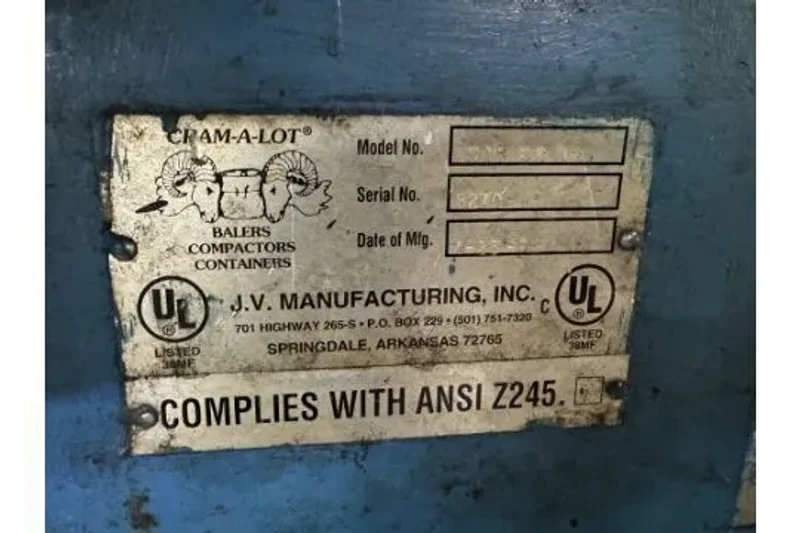 CRAM-A-LOT®
BALERS
COMPACTORS
CONTAINERS
Model No.
Serial No.
Date of Mfg.
UL
®
LISTED
38MF
J.V. MANUFACTURING, INC.
701 HIGHWAY 265-S • P.O. BOX 229 • (501) 751-7320
SPRINGDALE, ARKANSAS 72765
C UL
®
LISTED
38MF
COMPLIES WITH ANSI Z245.